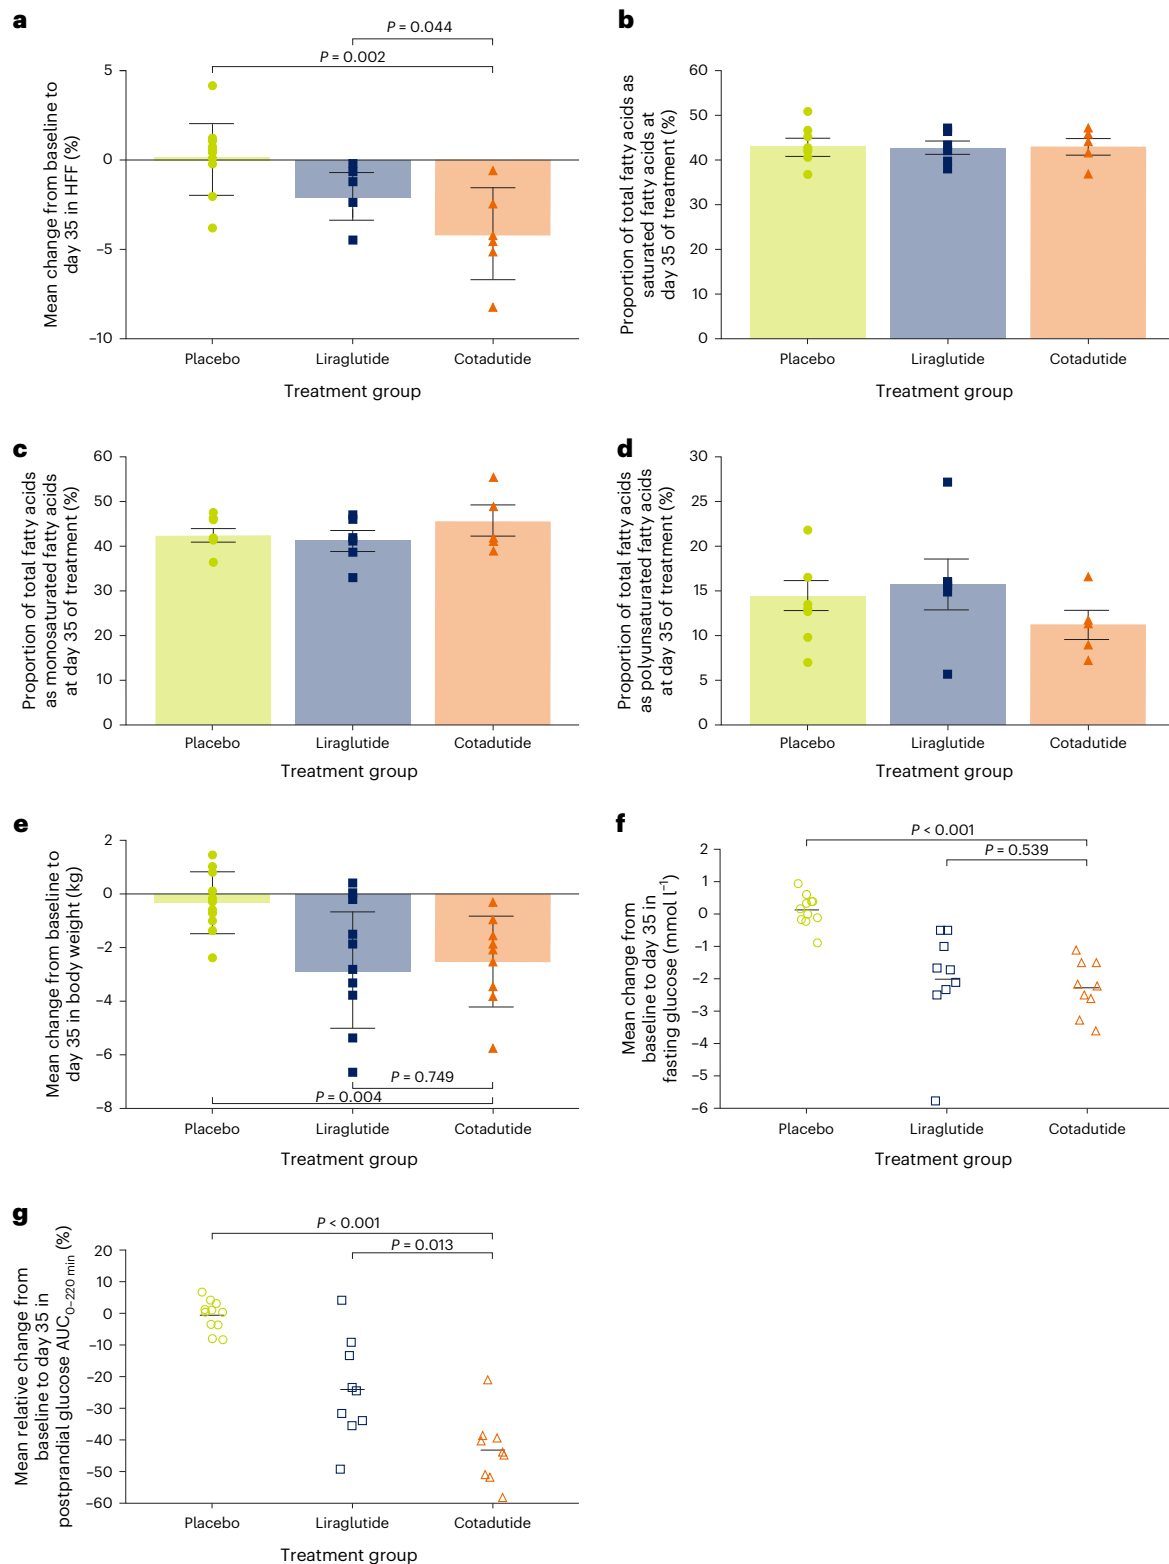 a
P = 0.044
P = 0.002
Mean change from baseline to
day 35 in HFF (%)
5
0
–5
–10
Placebo
Liraglutide
Cotadutide
Treatment group
b
Proportion of total fatty acids as
saturated fatty acids at
day 35 of treatment (%)
60
50
40
30
20
10
0
Placebo
Liraglutide
Cotadutide
Treatment group
c
Proportion of total fatty acids
as monosaturated fatty acids
at day 35 of treatment (%)
60
50
40
30
20
10
0
Placebo
Liraglutide
Cotadutide
Treatment group
d
Proportion of total fatty acids
as polyunsaturated fatty acids
at day 35 of treatment (%)
30
25
20
15
10
5
0
Placebo
Liraglutide
Cotadutide
Treatment group
e
Mean change from baseline to
day 35 in body weight (kg)
2
0
–2
–4
–6
–8
P = 0.749
P = 0.004
Placebo
Liraglutide
Cotadutide
Treatment group
f
P < 0.001
P = 0.539
Mean change from
baseline to day 35 in
fasting glucose (mmol l⁻¹)
2
1
0
–1
–2
–3
–4
–5
–6
Placebo
Liraglutide
Cotadutide
Treatment group
g
P < 0.001
P = 0.013
Mean relative change from
baseline to day 35 in
postprandial glucose AUC0–220 min (%)
20
10
0
–10
–20
–30
–40
–50
–60
Placebo
Liraglutide
Cotadutide
Treatment group